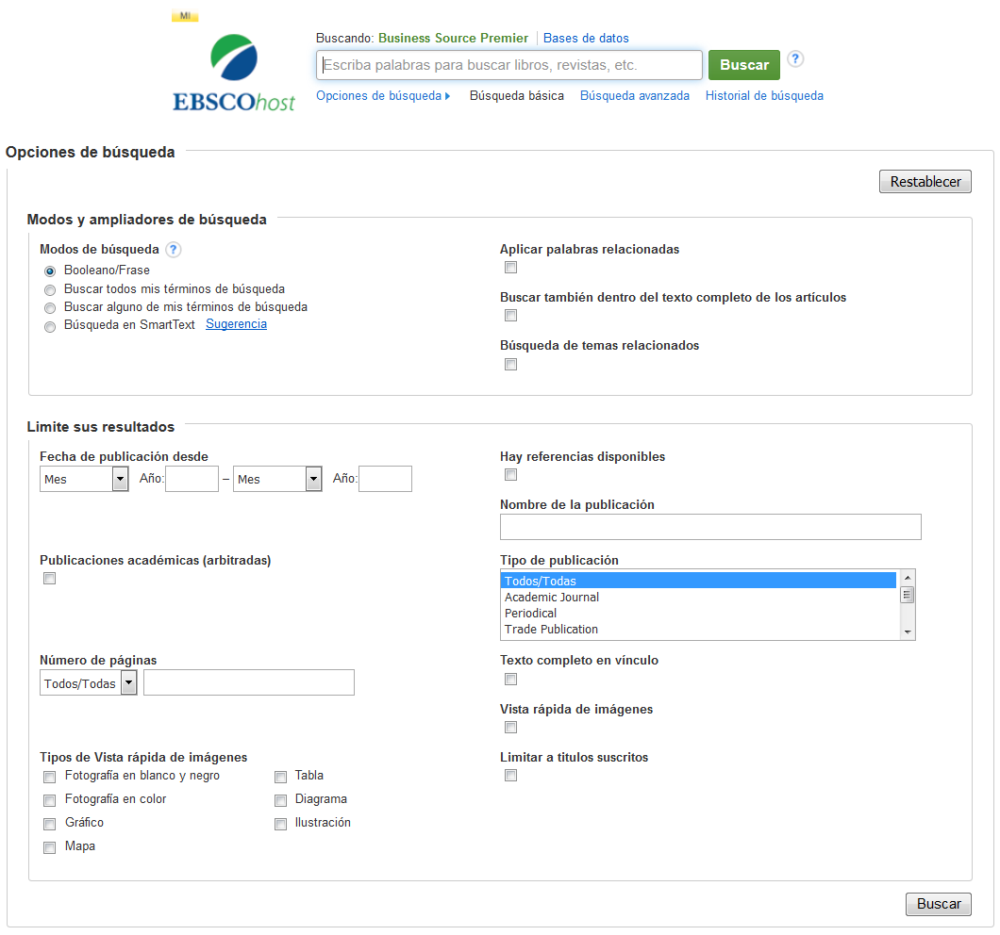 MI
EBSCOhost
Buscando: Business Source Premier Bases de datos
Escriba palabras para buscar libros, revistas, etc.
Buscar
?
Opciones de búsqueda Búsqueda básica Búsqueda avanzada Historial de búsqueda
Opciones de búsqueda
Restablecer
Modos y ampliadores de búsqueda
Modos de búsqueda ?
Booleano/Frase
Buscar todos mis términos de búsqueda
Buscar alguno de mis términos de búsqueda
Búsqueda en SmartText Sugerencia
Aplicar palabras relacionadas
Buscar también dentro del texto completo de los artículos
Búsqueda de temas relacionados
Limite sus resultados
Fecha de publicación desde
Mes Año: – Mes Año:
Hay referencias disponibles
Nombre de la publicación
Publicaciones académicas (arbitradas)
Tipo de publicación
Todos/Todas
Academic Journal
Periodical
Trade Publication
Número de páginas
Todos/Todas
Texto completo en vínculo
Vista rápida de imágenes
Tipos de Vista rápida de imágenes
Fotografía en blanco y negro Tabla
Fotografía en color Diagrama
Gráfico Ilustración
Mapa
Limitar a titulos suscritos
Buscar